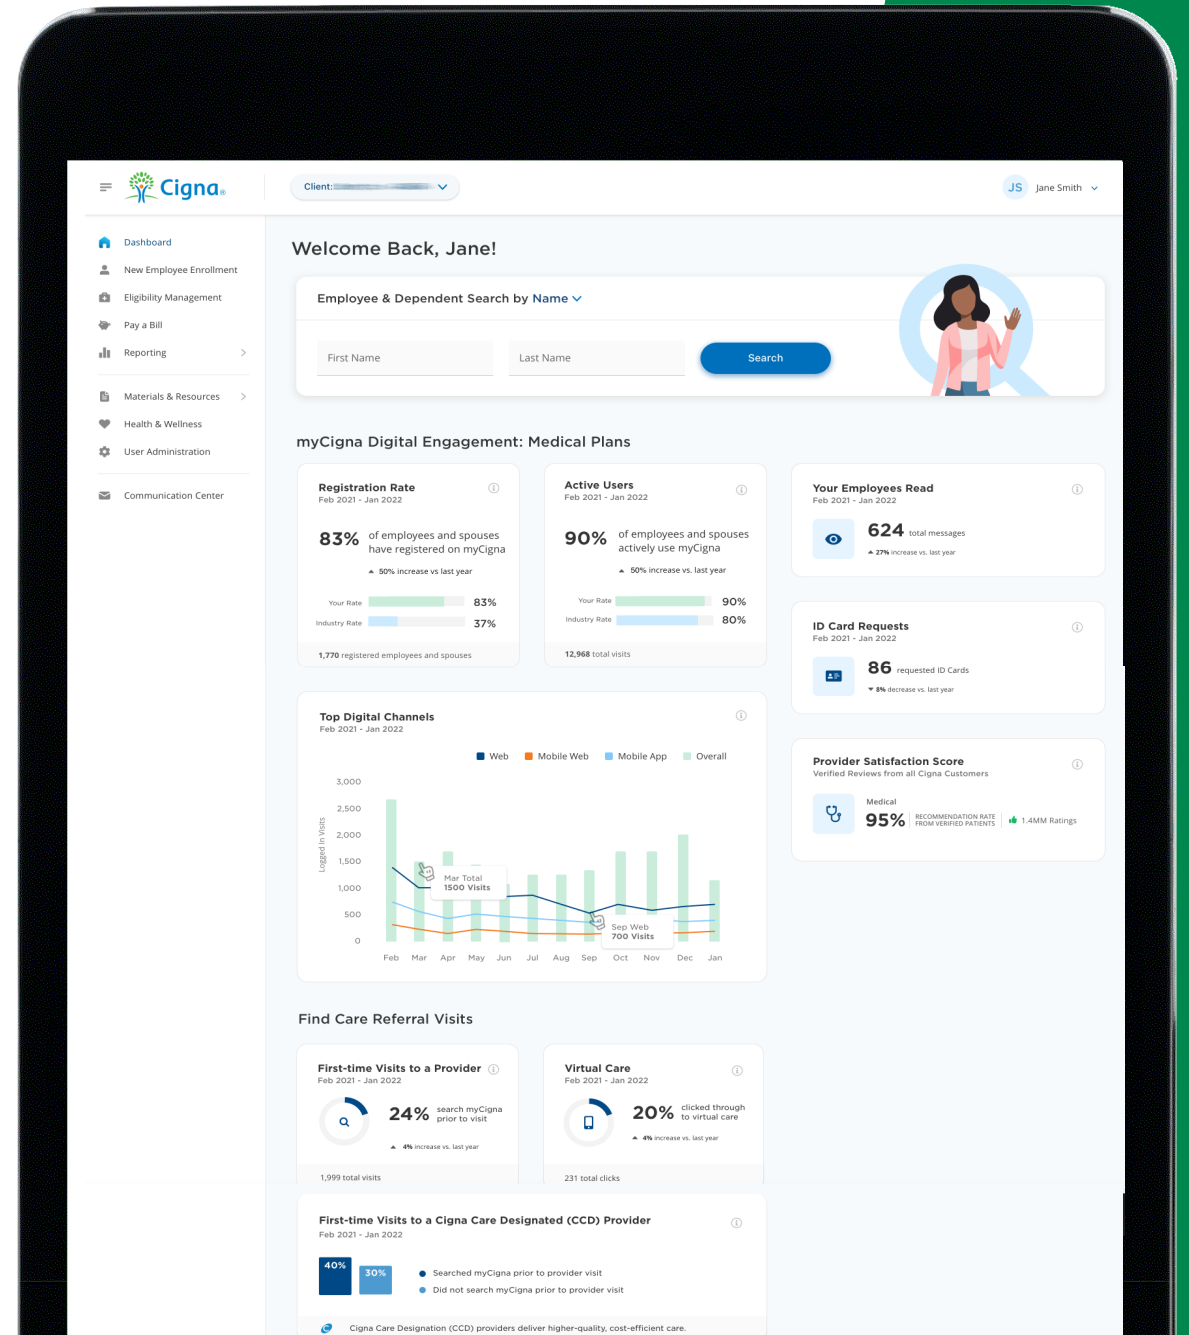 Cigna®
Client:
JS Jane Smith
Dashboard
New Employee Enrollment
Eligibility Management
Pay a Bill
Reporting
Materials & Resources
Health & Wellness
User Administration
Communication Center
Welcome Back, Jane!
Employee & Dependent Search by Name
First Name
Last Name
Search
myCigna Digital Engagement: Medical Plans
Registration Rate
Feb 2021 - Jan 2022
83% of employees and spouses
have registered on myCigna
50% increase vs last year
Your Rate 83%
Industry Rate 37%
1,770 registered employees and spouses
Active Users
Feb 2021 - Jan 2022
90% of employees and spouses
actively use myCigna
50% increase vs. last year
Your Rate 90%
Industry Rate 80%
12,968 total visits
Your Employees Read
Feb 2021 - Jan 2022
624 total messages
27% increase vs. last year
ID Card Requests
Feb 2021 - Jan 2022
86 requested ID Cards
8% decrease vs. last year
Provider Satisfaction Score
Verified Reviews from all Cigna Customers
Medical
95% RECOMMENDATION RATE
FROM VERIFIED PATIENTS
1.4MM Ratings
Top Digital Channels
Feb 2021 - Jan 2022
Web Mobile Web Mobile App Overall
Logged In Visits
3,000
2,500
2,000
1,500
1,000
500
0
Mar Total
1500 Visits
Sep Web
700 Visits
Feb Mar Apr May Jun Jul Aug Sep Oct Nov Dec Jan
Find Care Referral Visits
First-time Visits to a Provider
Feb 2021 - Jan 2022
24% search myCigna
prior to visit
4% increase vs. last year
1,999 total visits
Virtual Care
Feb 2021 - Jan 2022
20% clicked through
to virtual care
4% increase vs. last year
231 total clicks
First-time Visits to a Cigna Care Designated (CCD) Provider
Feb 2021 - Jan 2022
40%
30%
Searched myCigna prior to provider visit
Did not search myCigna prior to provider visit
Cigna Care Designation (CCD) providers deliver higher-quality, cost-efficient care.